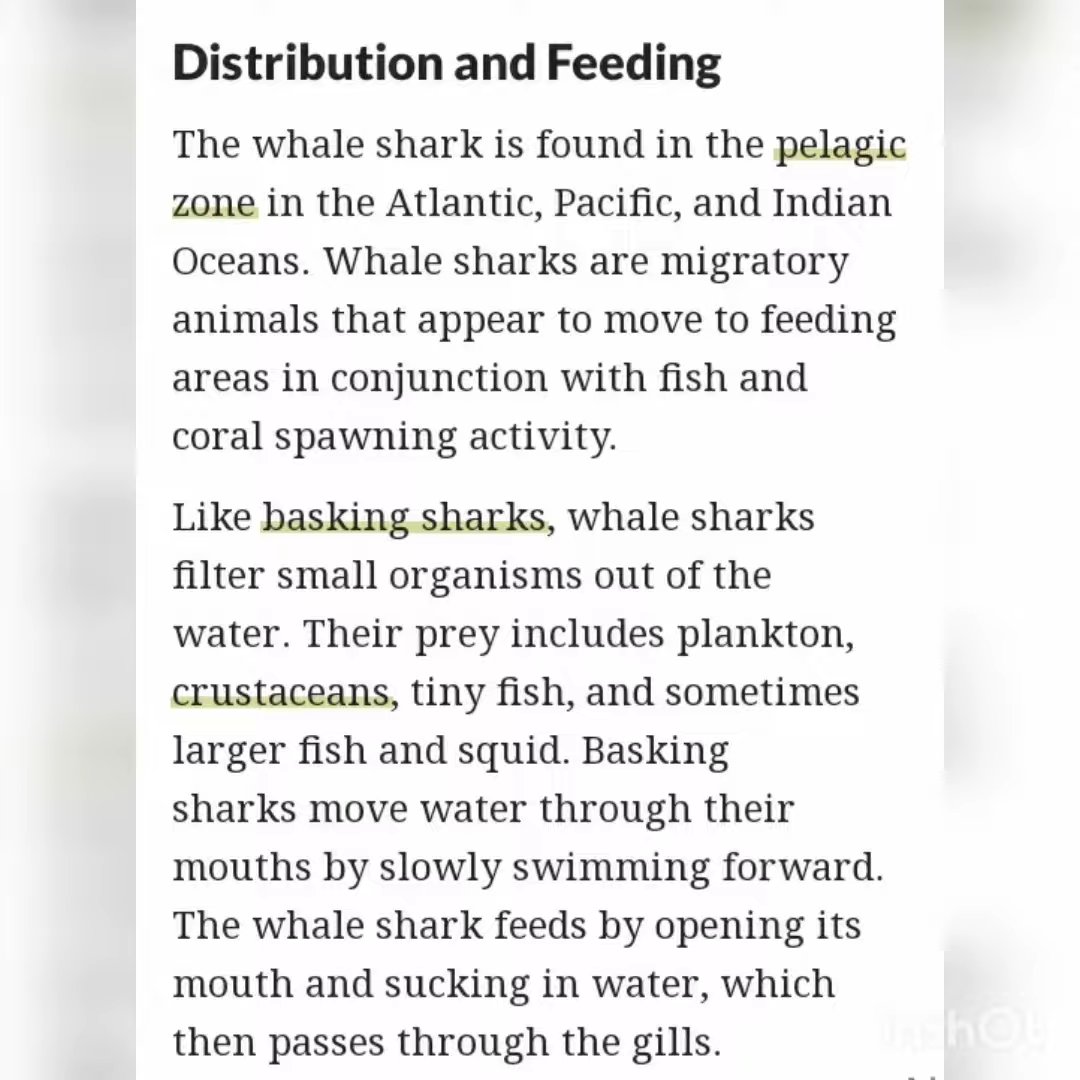 Distribution and Feeding
The whale shark is found in the pelagic
zone in the Atlantic, Pacific, and Indian
Oceans. Whale sharks are migratory
animals that appear to move to feeding
areas in conjunction with fish and
coral spawning activity.
Like basking sharks, whale sharks
filter small organisms out of the
water. Their prey includes plankton,
crustaceans, tiny fish, and sometimes
larger fish and squid. Basking
sharks move water through their
mouths by slowly swimming forward.
The whale shark feeds by opening its
mouth and sucking in water, which
then passes through the gills.
InShOt